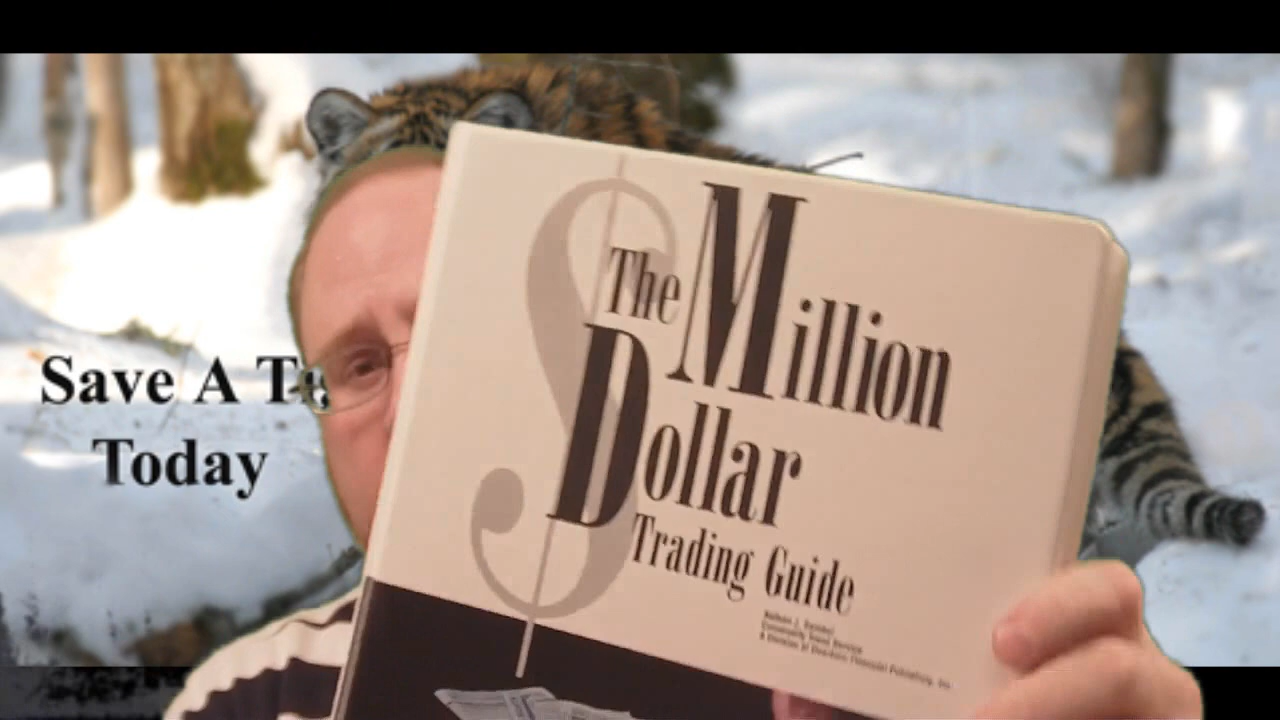 Save A
Today
The Million
Dollar
Trading Guide